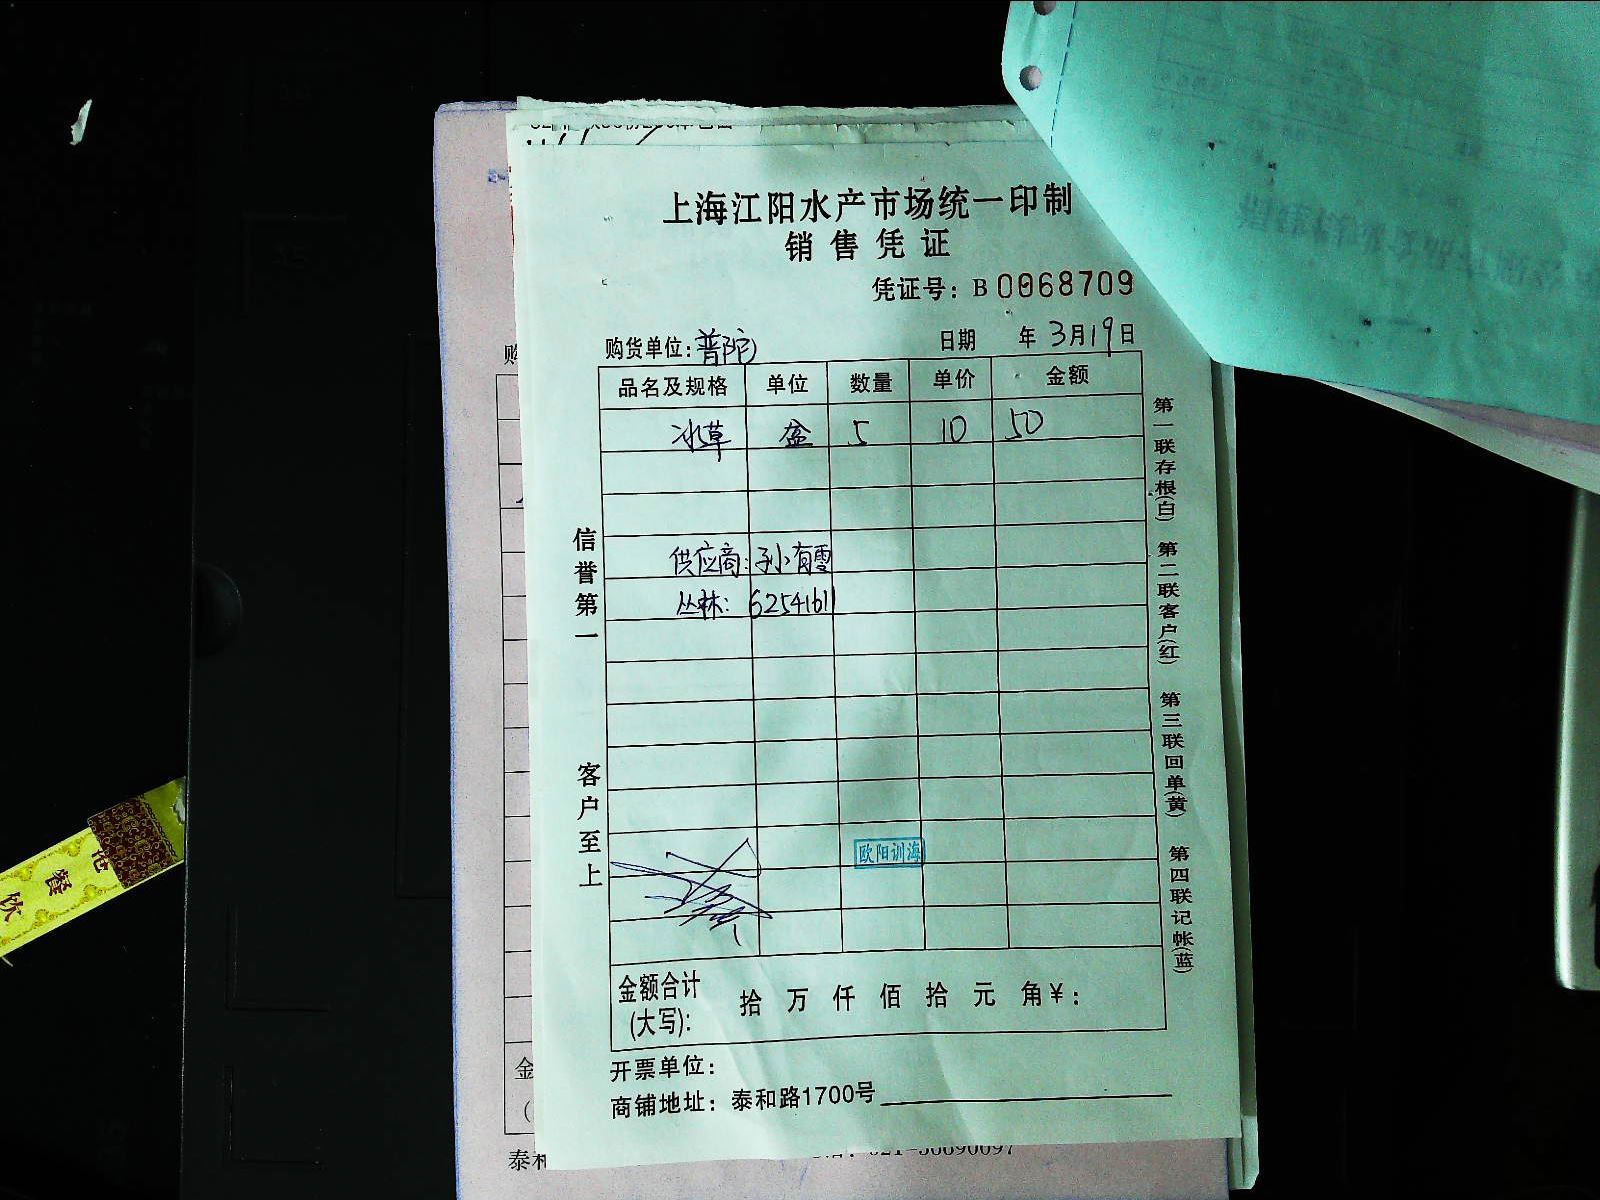 上海江阳水产市场统一印制
销售凭证
凭证号：B0068709
购货单位：普陀 日期 年3月19日
品名及规格 单位 数量 单价 金额
冰草 盒 5 10 50
供应商：孙有雪
丛林：62541611
信誉第一
客户至上
欧阳训海
金额合计
(大写)： 拾 万 仟 佰 拾 元 角¥：
开票单位：
商铺地址：泰和路1700号
第一联存根(白)
第二联客户(红)
第三联回单(黄)
第四联记帐(蓝)
餐饮